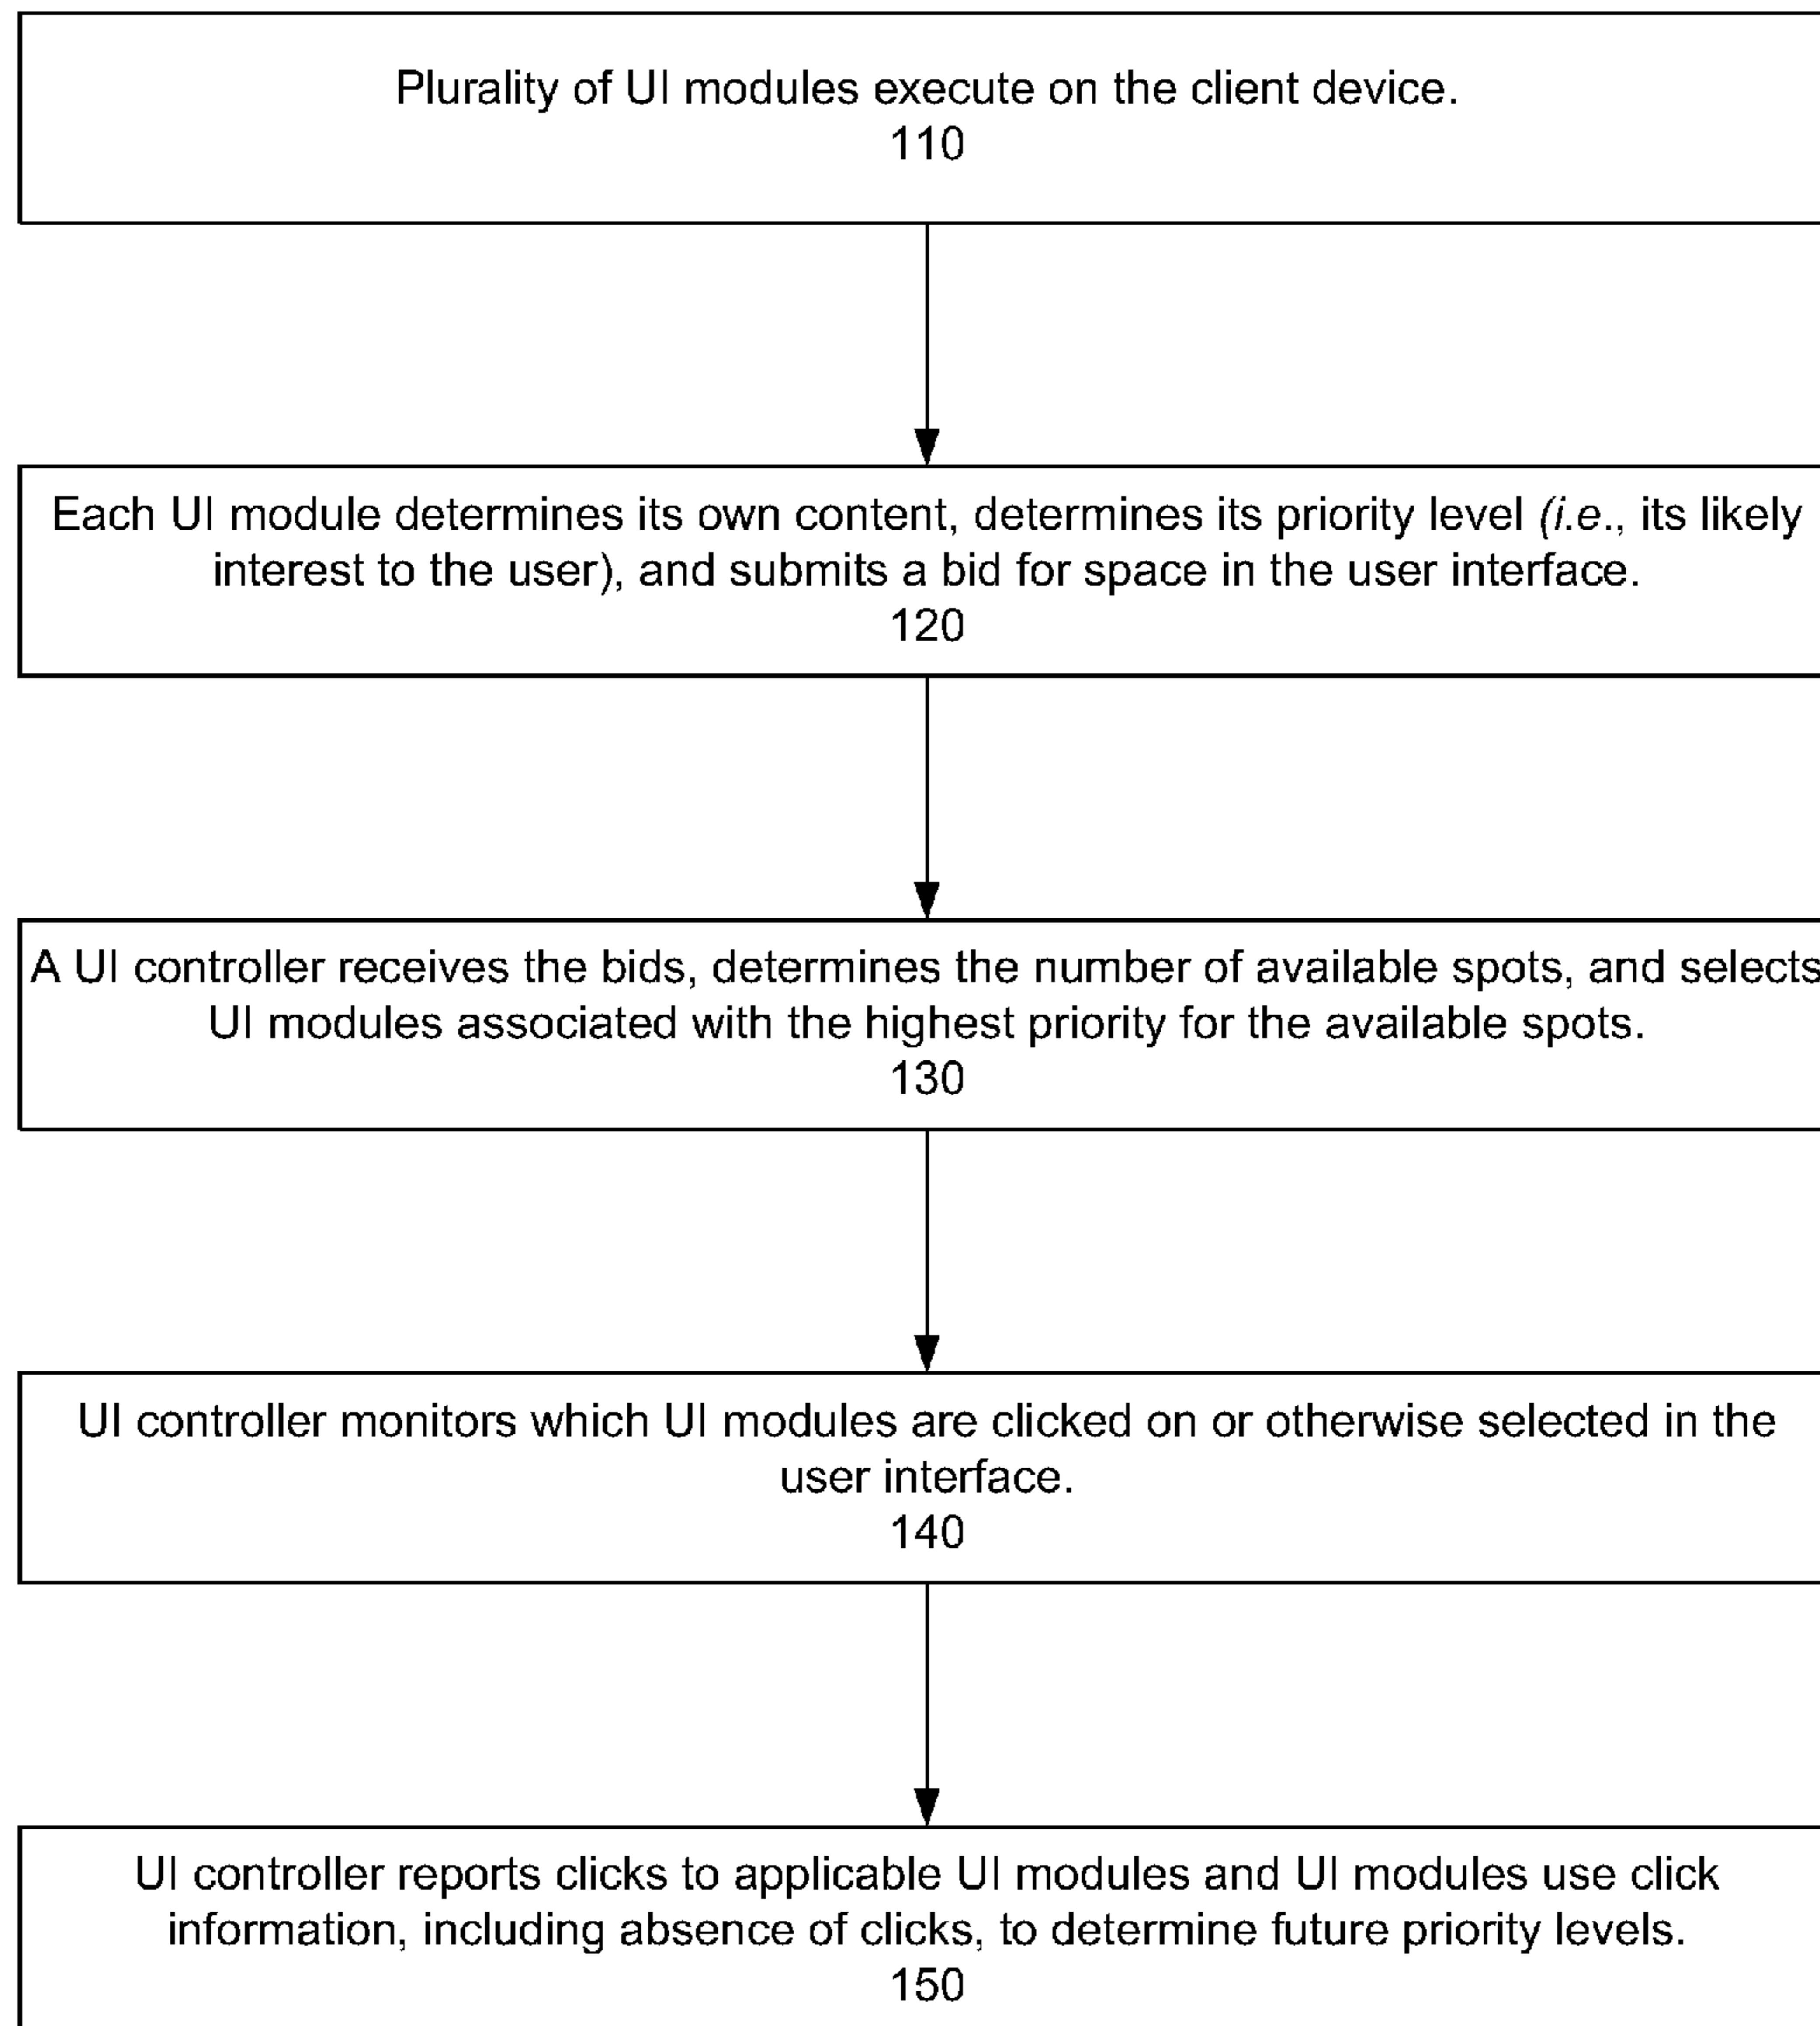 Plurality of UI modules execute on the client device.
110
Each UI module determines its own content, determines its priority level (i.e., its likely
interest to the user), and submits a bid for space in the user interface.
120
A UI controller receives the bids, determines the number of available spots, and selects
UI modules associated with the highest priority for the available spots.
130
UI controller monitors which UI modules are clicked on or otherwise selected in the
user interface.
140
UI controller reports clicks to applicable UI modules and UI modules use click
information, including absence of clicks, to determine future priority levels.
150